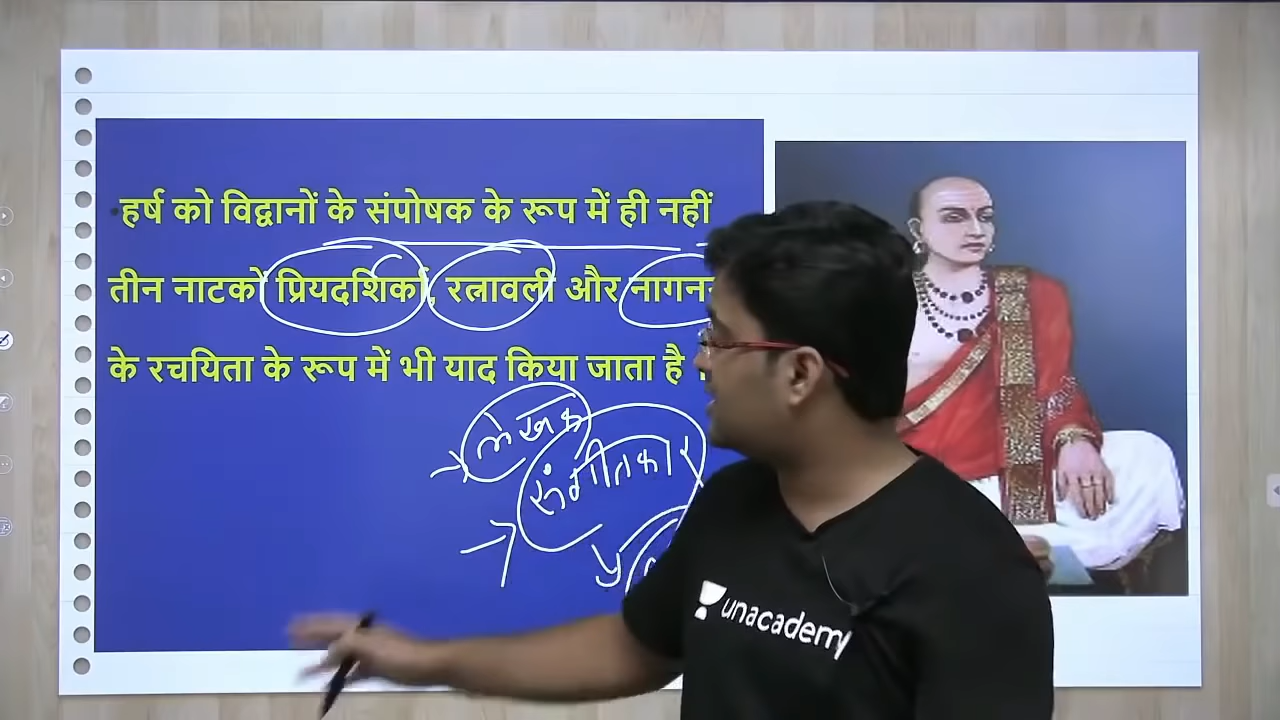 हर्ष को विद्वानों के संपोषक के रूप में ही नहीं
तीन नाटकों प्रियदर्शिका, रत्नावली और
के रचयिता के रूप में भी याद किया जाता है
लेखक
संगीतकार
unacademy